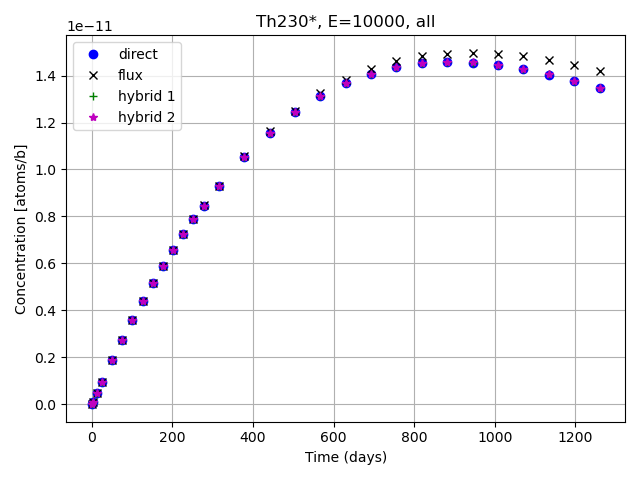 Th230*, E=10000, all
1e−11
direct
flux
hybrid 1
hybrid 2
1.4
1.2
1.0
0.8
0.6
0.4
0.2
0.0
Concentration [atoms/b]
0 200 400 600 800 1000 1200
Time (days)